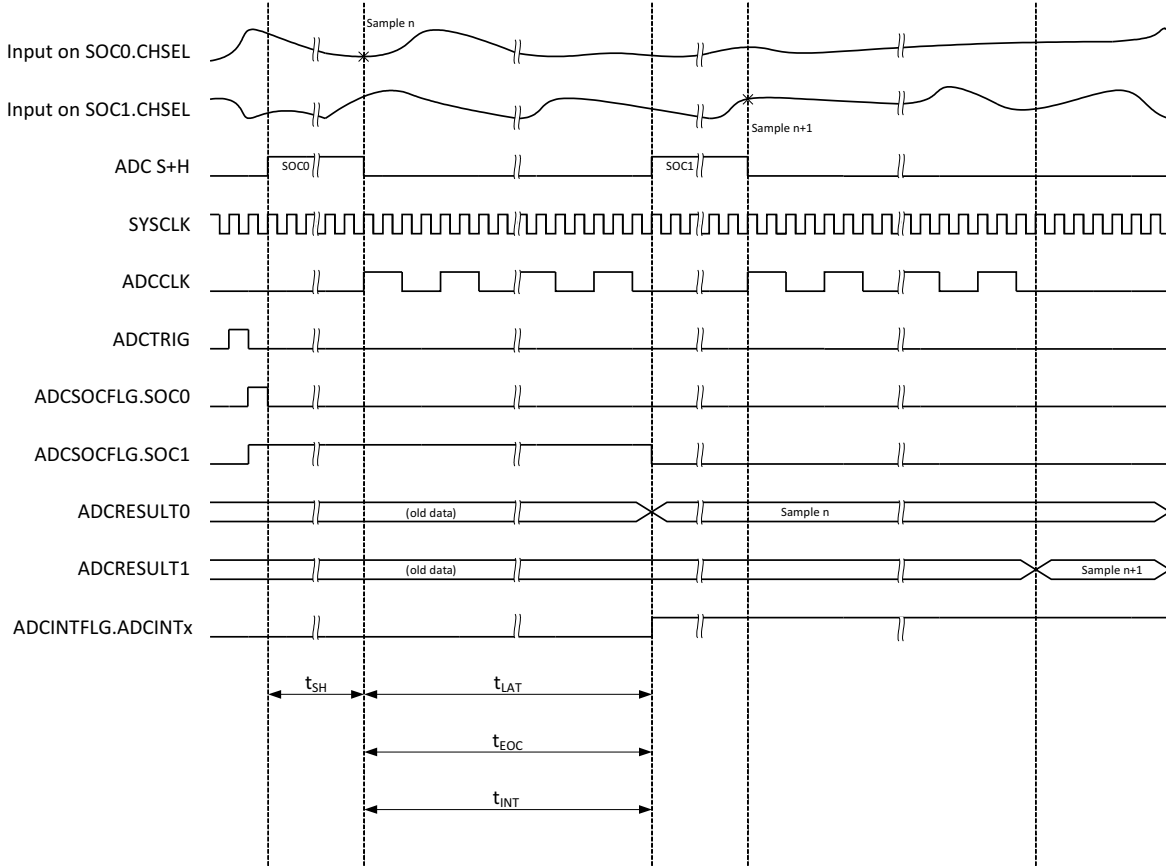 Sample n
Input on SOC0.CHSEL
Input on SOC1.CHSEL
Sample n+1
ADC S+H
SOC0
SOC1
SYSCLK
ADCCLK
ADCTRIG
ADCSOCFLG.SOC0
ADCSOCFLG.SOC1
ADCRESULT0
(old data)
Sample n
ADCRESULT1
(old data)
Sample n+1
ADCINTFLG.ADCINTx
tSH
tLAT
tEOC
tINT